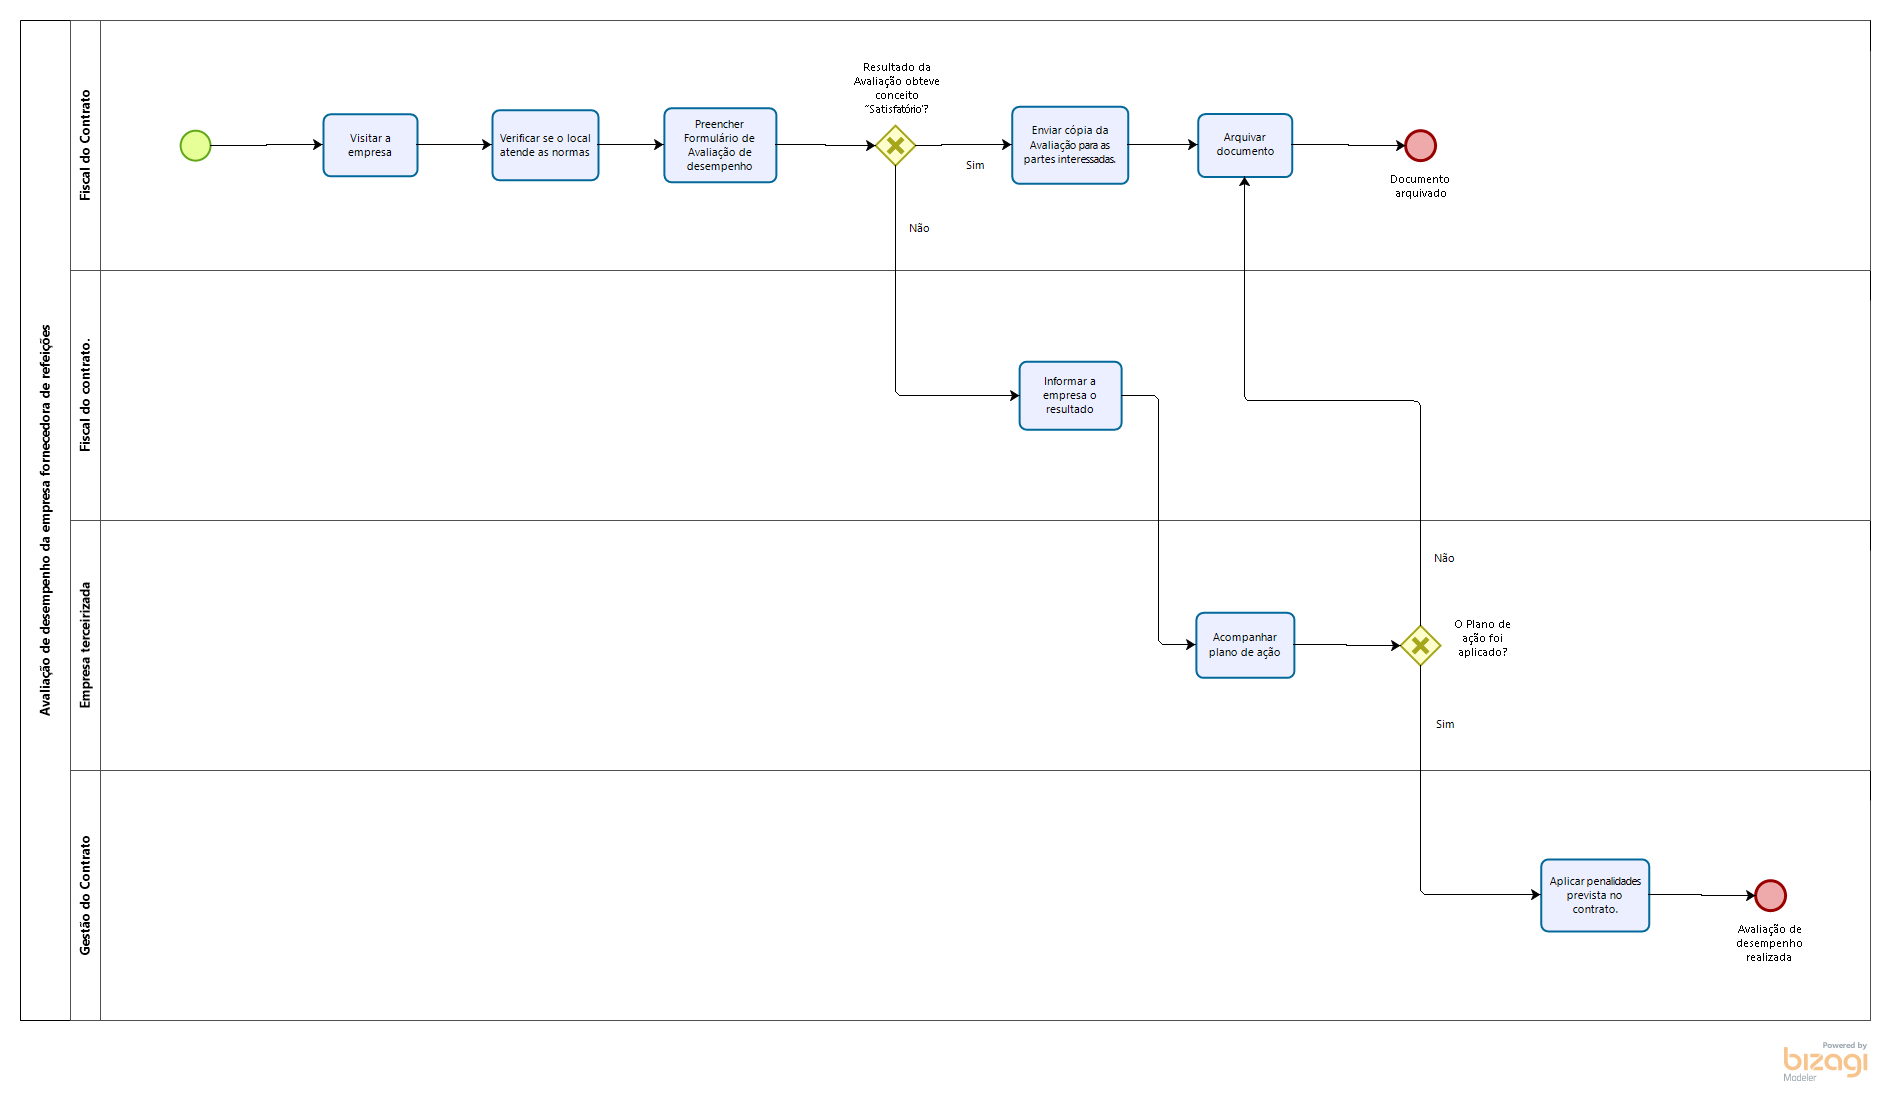 Avaliação de desempenho da empresa fornecedora de refeições
Fiscal do Contrato
Visitar a
empresa
Verificar se o local
atende as normas
Preencher
Formulário de
Avaliação de
desempenho
Resultado da
Avaliação obteve
conceito
"Satisfatório'?
Sim
Não
Enviar cópia da
Avaliação para as
partes interessadas.
Arquivar
documento
Documento
arquivado
Fiscal do contrato.
Informar a
empresa o
resultado
Empresa terceirizada
Acompanhar
plano de ação
Não
O Plano de
ação foi
aplicado?
Sim
Gestão do Contrato
Aplicar penalidades
prevista no
contrato.
Avaliação de
desempenho
realizada
Powered by
bizagi
Modeler